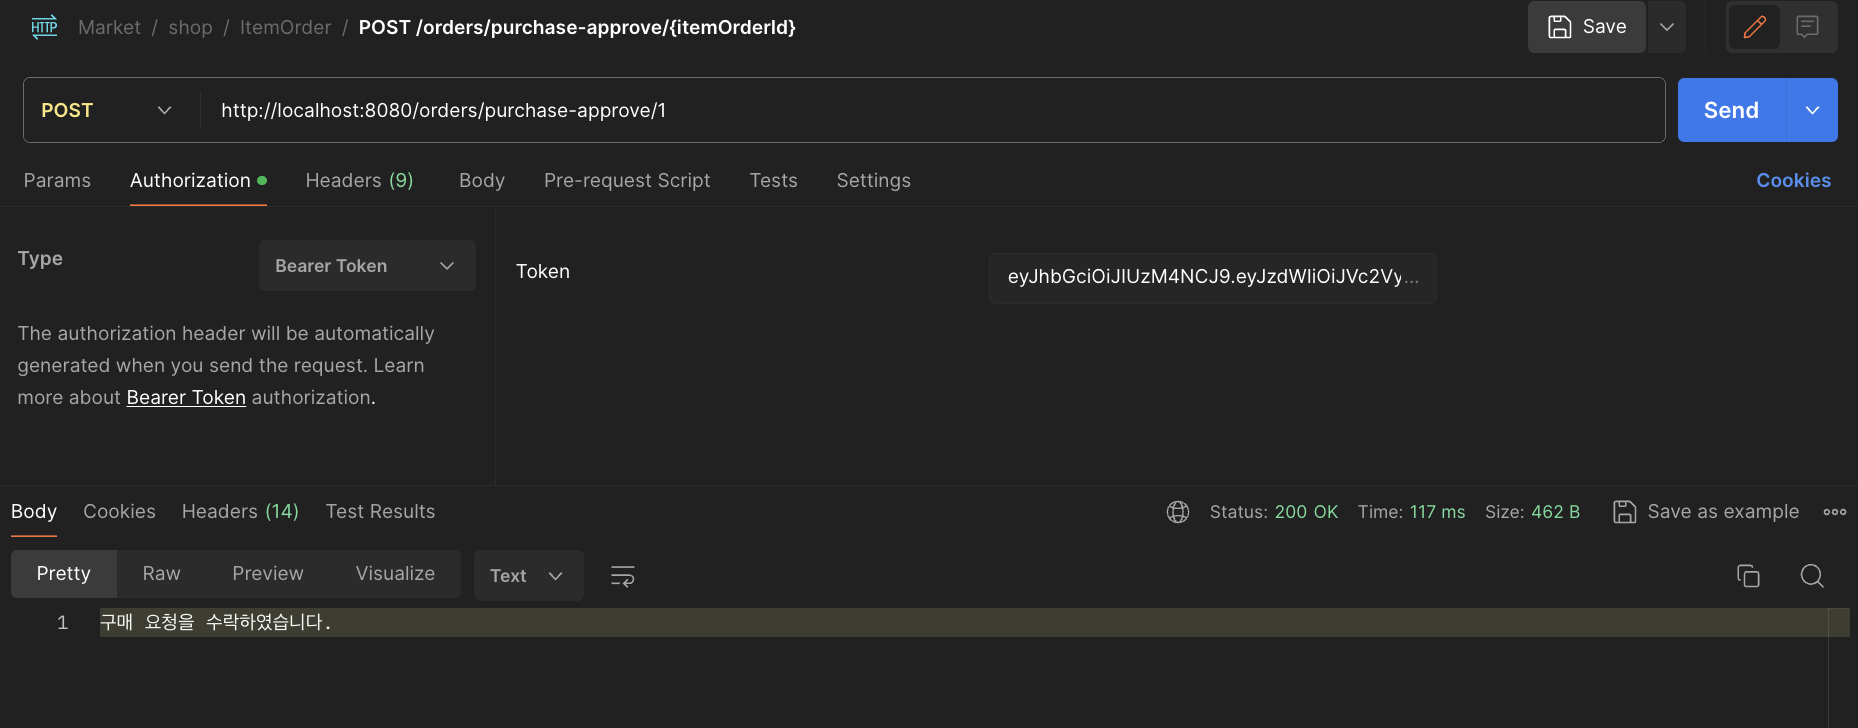 HTTP Market / shop / ItemOrder / POST /orders/purchase-approve/{itemOrderId} Save
POST http://localhost:8080/orders/purchase-approve/1 Send
Params Authorization Headers (9) Body Pre-request Script Tests Settings Cookies
Type Bearer Token
The authorization header will be automatically
generated when you send the request. Learn
more about Bearer Token authorization.
Token eyJhbGciOiJIUzM4NCJ9.eyJzdWIiOiJVc2Vy...
Body Cookies Headers (14) Test Results Status: 200 OK Time: 117 ms Size: 462 B Save as example
Pretty Raw Preview Visualize Text
1 구매 요청을 수락하였습니다.